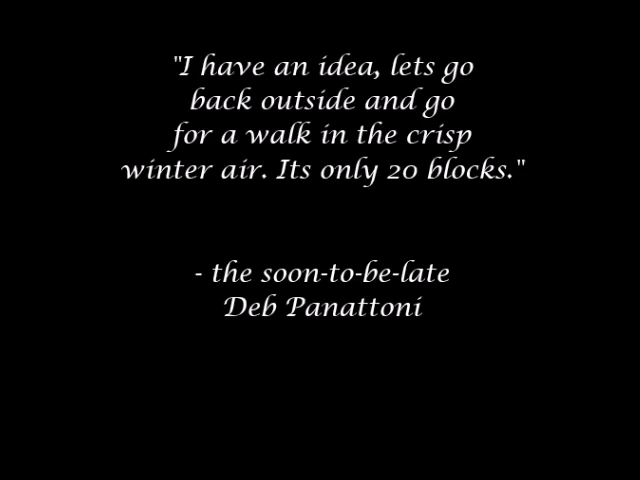 "I have an idea, lets go
back outside and go
for a walk in the crisp
winter air. Its only 20 blocks."
- the soon-to-be-late
Deb Panattoni